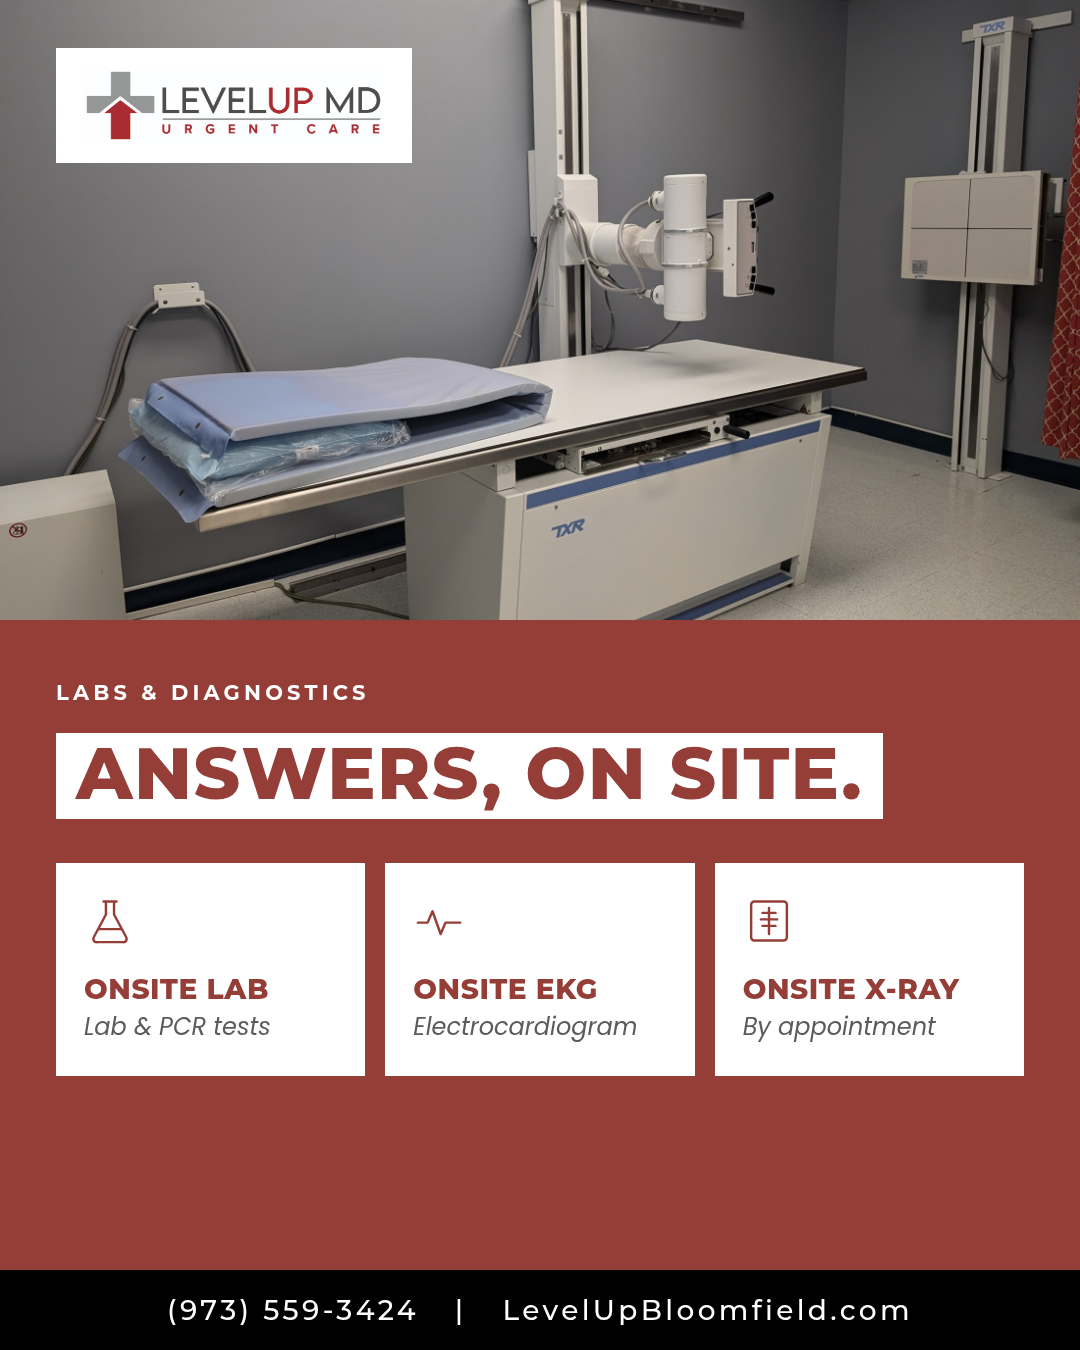 LEVELUP MD
URGENT CARE
TXR
TXR
LABS & DIAGNOSTICS
ANSWERS, ON SITE.
ONSITE LAB
Lab & PCR tests
ONSITE EKG
Electrocardiogram
ONSITE X-RAY
By appointment
(973) 559-3424 | LevelUpBloomfield.com